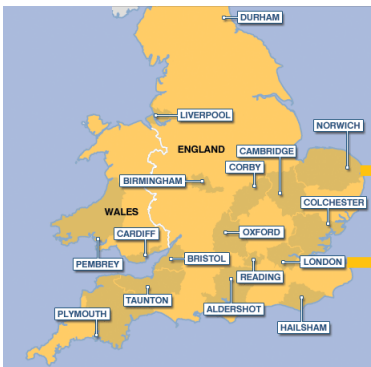 DURHAM
LIVERPOOL
NORWICH
ENGLAND
CAMBRIDGE
CORBY
BIRMINGHAM
COLCHESTER
WALES
CARDIFF
OXFORD
PEMBREY
BRISTOL
LONDON
READING
TAUNTON
ALDERSHOT
PLYMOUTH
HAILSHAM